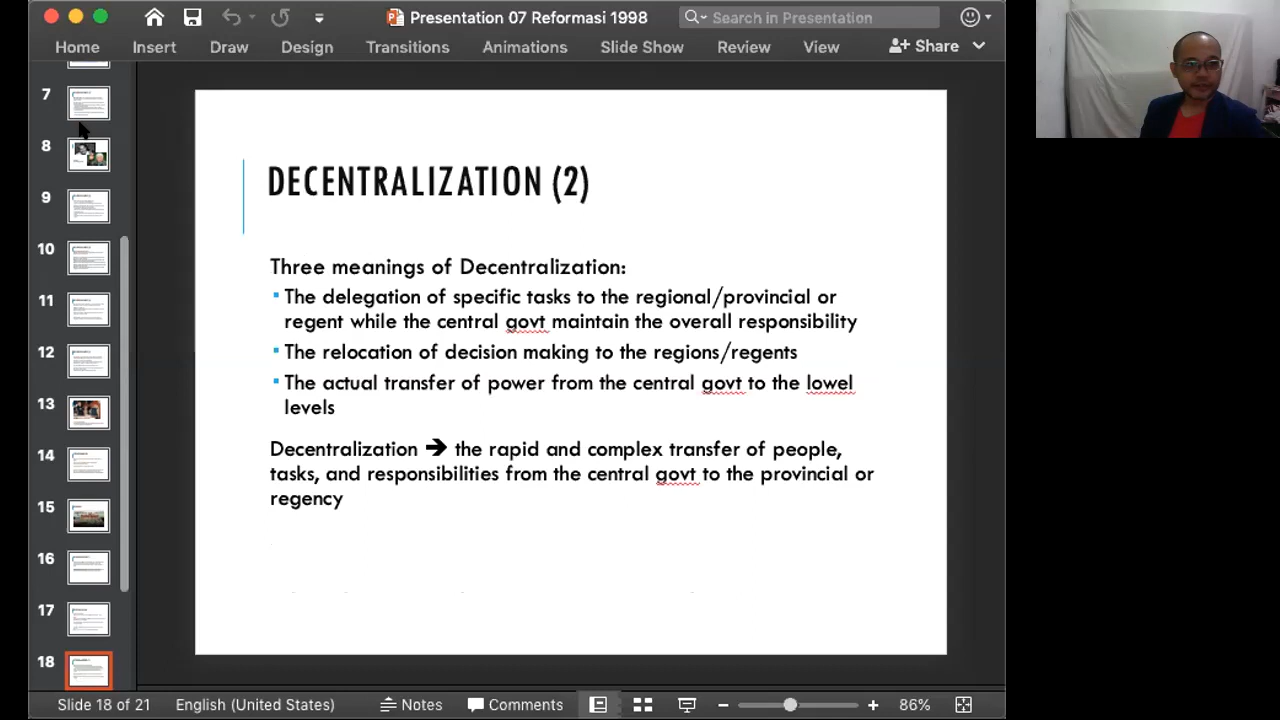 Presentation 07 Reformasi 1998
Search in Presentation
Home Insert Draw Design Transitions Animations Slide Show Review View Share
7
8
9
10
11
12
13
14
15
16
17
18
DECENTRALIZATION (2)
Three meanings of Decentralization:
▪ The delegation of specific tasks to the regional/provincial or
regent while the central govt maintain the overall responsibility
▪ The relocation of decision making to the regions/regents
▪ The actual transfer of power from the central govt to the lowel
levels
Decentralization ➔ the rapid and complex transfer of people,
tasks, and responsibilities from the central govt to the provincial or
regency
Slide 18 of 21 English (United States) Notes Comments 86%